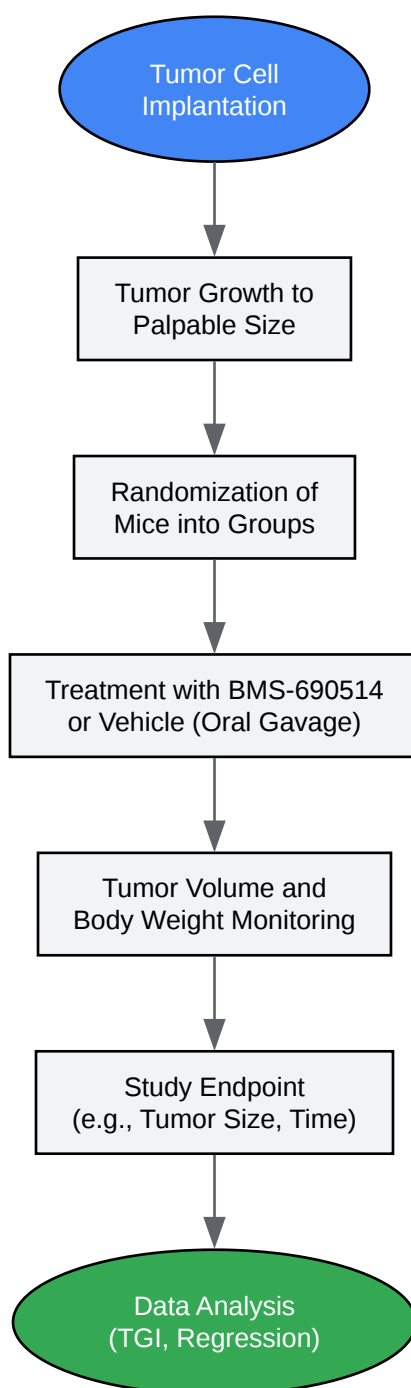 Tumor Cell
Implantation
Tumor Growth to
Palpable Size
Randomization of
Mice into Groups
Treatment with BMS-690514
or Vehicle (Oral Gavage)
Tumor Volume and
Body Weight Monitoring
Study Endpoint
(e.g., Tumor Size, Time)
Data Analysis
(TGI, Regression)